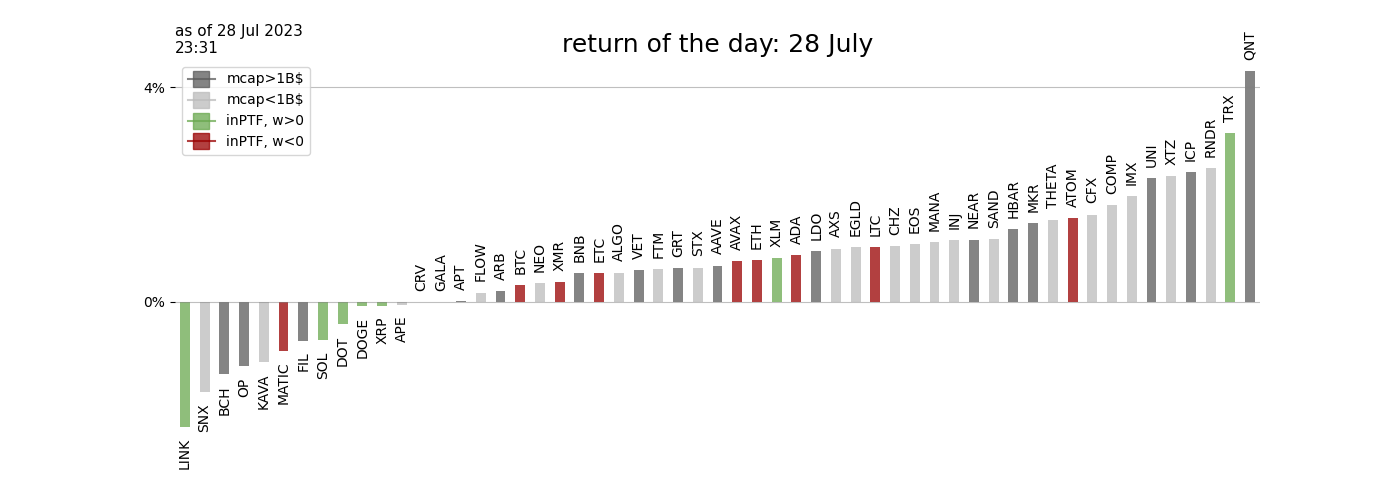 as of 28 Jul 2023
23:31
return of the day: 28 July
mcap>1B$
mcap<1B$
inPTF, w>0
inPTF, w<0
4%
0%
LINK
SNX
BCH
OP
KAVA
MATIC
FIL
SOL
DOT
DOGE
XRP
APE
CRV
GALA
APT
FLOW
ARB
BTC
NEO
XMR
BNB
ETC
ALGO
VET
FTM
GRT
STX
AAVE
AVAX
ETH
XLM
ADA
LDO
AXS
EGLD
LTC
CHZ
EOS
MANA
INJ
NEAR
SAND
HBAR
MKR
THETA
ATOM
CFX
COMP
IMX
UNI
XTZ
ICP
RNDR
TRX
QNT